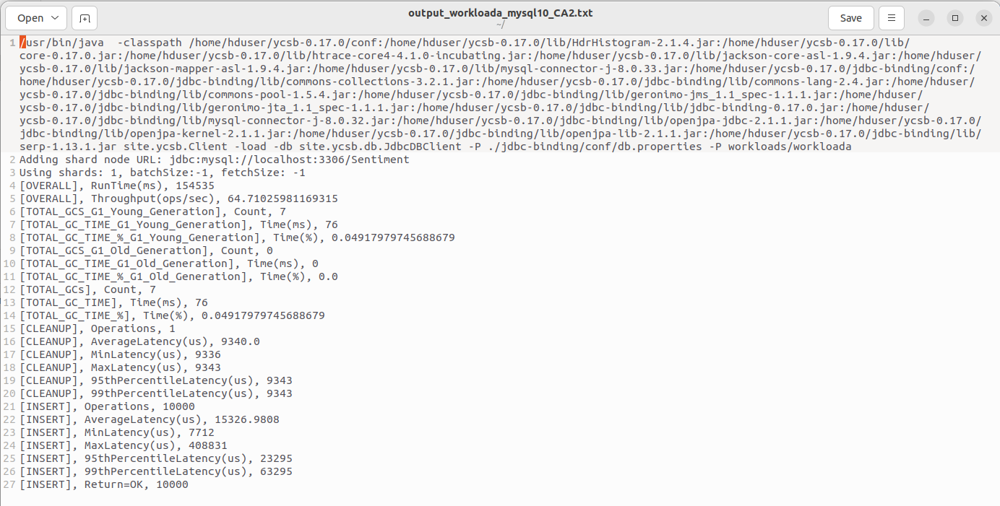 Open
output_workloada_mysql10_CA2.txt
~/
Save
1 /usr/bin/java  -classpath /home/hduser/ycsb-0.17.0/conf:/home/hduser/ycsb-0.17.0/lib/HdrHistogram-2.1.4.jar:/home/hduser/ycsb-0.17.0/lib/
core-0.17.0.jar:/home/hduser/ycsb-0.17.0/lib/htrace-core4-4.1.0-incubating.jar:/home/hduser/ycsb-0.17.0/lib/jackson-core-asl-1.9.4.jar:/home/hduser/
ycsb-0.17.0/lib/jackson-mapper-asl-1.9.4.jar:/home/hduser/ycsb-0.17.0/lib/mysql-connector-j-8.0.33.jar:/home/hduser/ycsb-0.17.0/jdbc-binding/conf:/
home/hduser/ycsb-0.17.0/jdbc-binding/lib/commons-collections-3.2.1.jar:/home/hduser/ycsb-0.17.0/jdbc-binding/lib/commons-lang-2.4.jar:/home/hduser/
ycsb-0.17.0/jdbc-binding/lib/commons-pool-1.5.4.jar:/home/hduser/ycsb-0.17.0/jdbc-binding/lib/geronimo-jms_1.1_spec-1.1.1.jar:/home/hduser/
ycsb-0.17.0/jdbc-binding/lib/geronimo-jta_1.1_spec-1.1.1.jar:/home/hduser/ycsb-0.17.0/jdbc-binding/lib/jdbc-binding-0.17.0.jar:/home/hduser/
ycsb-0.17.0/jdbc-binding/lib/mysql-connector-j-8.0.32.jar:/home/hduser/ycsb-0.17.0/jdbc-binding/lib/openjpa-jdbc-2.1.1.jar:/home/hduser/ycsb-0.17.0/
jdbc-binding/lib/openjpa-kernel-2.1.1.jar:/home/hduser/ycsb-0.17.0/jdbc-binding/lib/openjpa-lib-2.1.1.jar:/home/hduser/ycsb-0.17.0/jdbc-binding/lib/
serp-1.13.1.jar site.ycsb.Client -load -db site.ycsb.db.JdbcDBClient -P ./jdbc-binding/conf/db.properties -P workloads/workloada
2 Adding shard node URL: jdbc:mysql://localhost:3306/Sentiment
3 Using shards: 1, batchSize:-1, fetchSize: -1
4 [OVERALL], RunTime(ms), 154535
5 [OVERALL], Throughput(ops/sec), 64.71025981169315
6 [TOTAL_GCS_G1_Young_Generation], Count, 7
7 [TOTAL_GC_TIME_G1_Young_Generation], Time(ms), 76
8 [TOTAL_GC_TIME_%_G1_Young_Generation], Time(%), 0.04917979745688679
9 [TOTAL_GCS_G1_Old_Generation], Count, 0
10 [TOTAL_GC_TIME_G1_Old_Generation], Time(ms), 0
11 [TOTAL_GC_TIME_%_G1_Old_Generation], Time(%), 0.0
12 [TOTAL_GCs], Count, 7
13 [TOTAL_GC_TIME], Time(ms), 76
14 [TOTAL_GC_TIME_%], Time(%), 0.04917979745688679
15 [CLEANUP], Operations, 1
16 [CLEANUP], AverageLatency(us), 9340.0
17 [CLEANUP], MinLatency(us), 9336
18 [CLEANUP], MaxLatency(us), 9343
19 [CLEANUP], 95thPercentileLatency(us), 9343
20 [CLEANUP], 99thPercentileLatency(us), 9343
21 [INSERT], Operations, 10000
22 [INSERT], AverageLatency(us), 15326.9808
23 [INSERT], MinLatency(us), 7712
24 [INSERT], MaxLatency(us), 408831
25 [INSERT], 95thPercentileLatency(us), 23295
26 [INSERT], 99thPercentileLatency(us), 63295
27 [INSERT], Return=OK, 10000